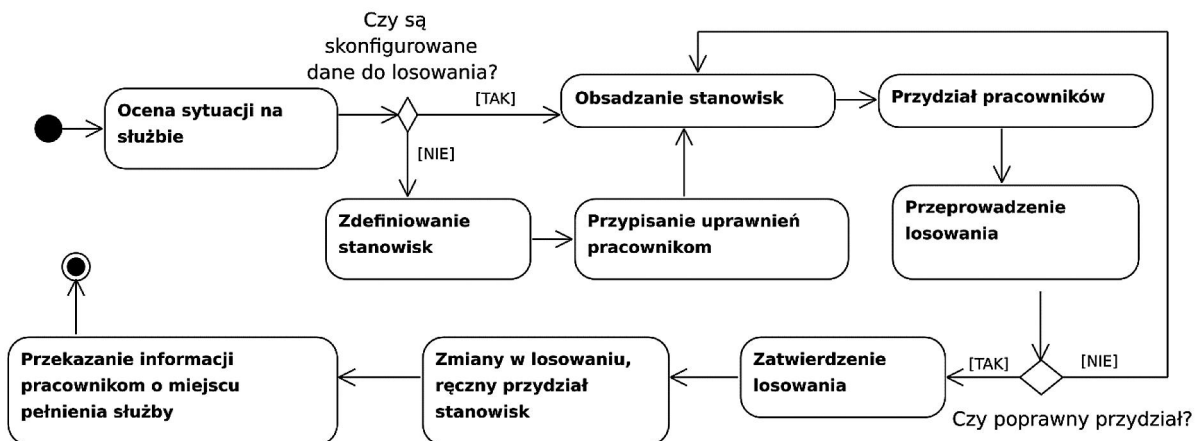 Czy są
skonfigurowane
dane do losowania?
Ocena sytuacji na
służbie
[TAK]
[NIE]
Obsadzanie stanowisk
Przydział pracowników
Zdefiniowanie
stanowisk
Przypisanie uprawnień
pracownikom
Przeprowadzenie
losowania
Przekazanie informacji
pracownikom o miejscu
pełnienia służby
Zmiany w losowaniu,
ręczny przydział
stanowisk
Zatwierdzenie
losowania
[TAK]
[NIE]
Czy poprawny przydział?